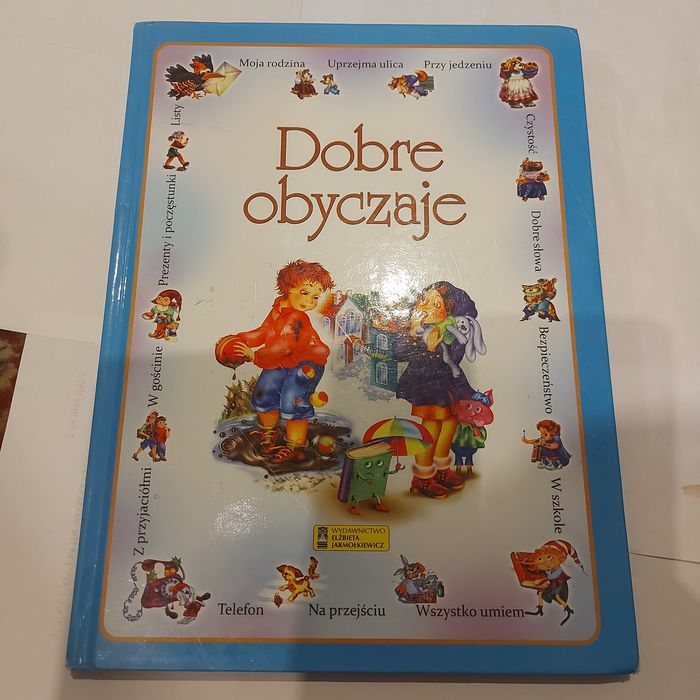 Moja rodzina
Uprzejma ulica
Przy jedzeniu
Listy
Czystość
Dobre
obyczaje
Prezenty i poczęstunki
Dobre słowa
W gościnie
Bezpieczeństwo
Z przyjaciółmi
W szkole
WYDAWNICTWO
ELŻBIETA
JARMOŁKIEWICZ
Telefon
Na przejściu
Wszystko umiem